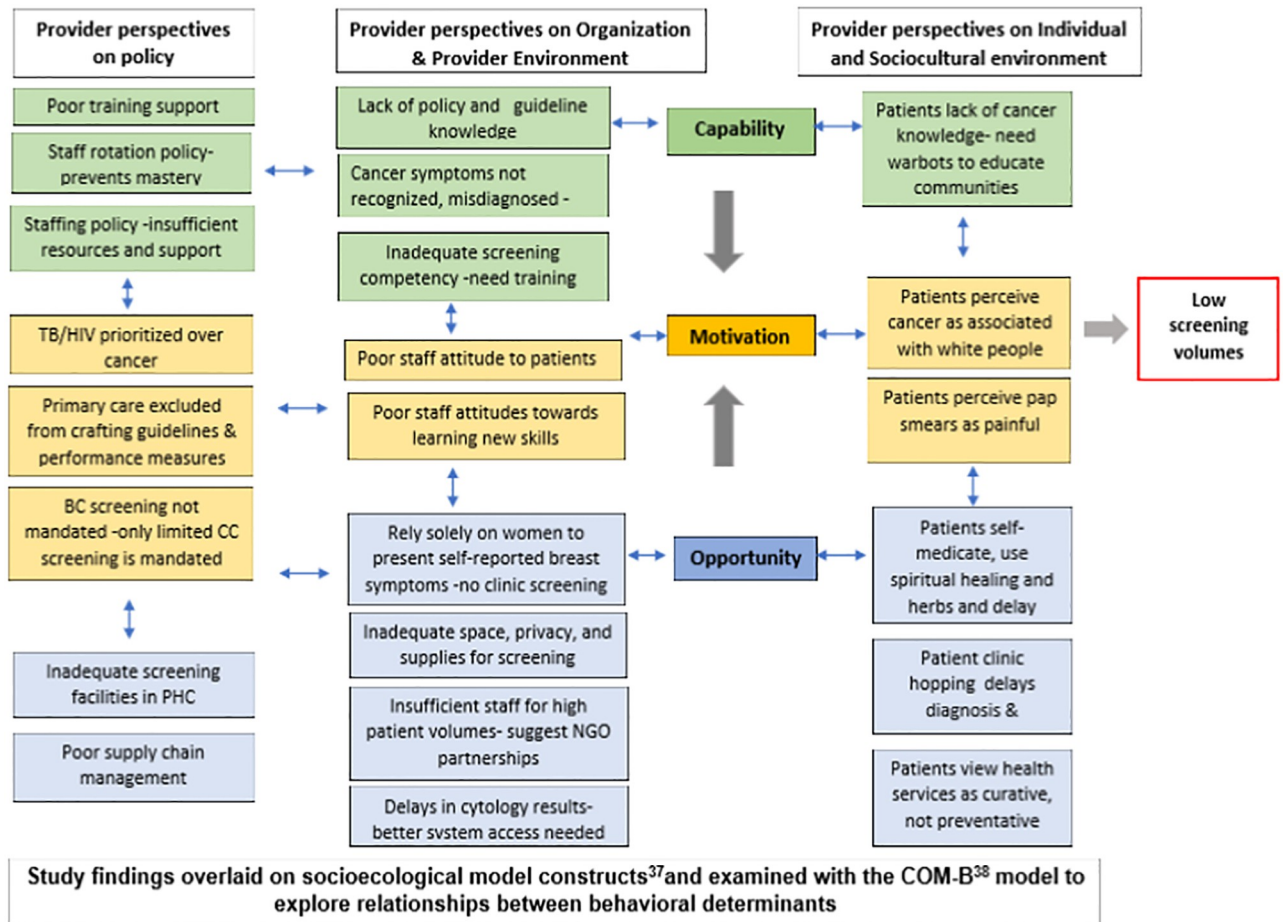 Provider perspectives
on policy
Poor training support
Staff rotation policy-
prevents mastery
Staffing policy -insufficient
resources and support
TB/HIV prioritized over
cancer
Primary care excluded
from crafting guidelines &
performance measures
BC screening not
mandated -only limited CC
screening is mandated
Inadequate screening
facilities in PHC
Poor supply chain
management
Provider perspectives on Organization
& Provider Environment
Lack of policy and guideline
knowledge
Cancer symptoms not
recognized, misdiagnosed -
Inadequate screening
competency -need training
Poor staff attitude to patients
Poor staff attitudes towards
learning new skills
Rely solely on women to
present self-reported breast
symptoms -no clinic screening
Inadequate space, privacy, and
supplies for screening
Insufficient staff for high
patient volumes- suggest NGO
partnerships
Delays in cytology results-
better system access needed
Capability
Motivation
Opportunity
Provider perspectives on Individual
and Sociocultural environment
Patients lack of cancer
knowledge- need
warbots to educate
communities
Patients perceive
cancer as associated
with white people
Patients perceive pap
smears as painful
Patients self-
medicate, use
spiritual healing and
herbs and delay
Patient clinic
hopping delays
diagnosis &
Patients view health
services as curative,
not preventative
Low
screening
volumes
Study findings overlaid on socioecological model constructs³⁷and examined with the COM-B³⁸ model to
explore relationships between behavioral determinants